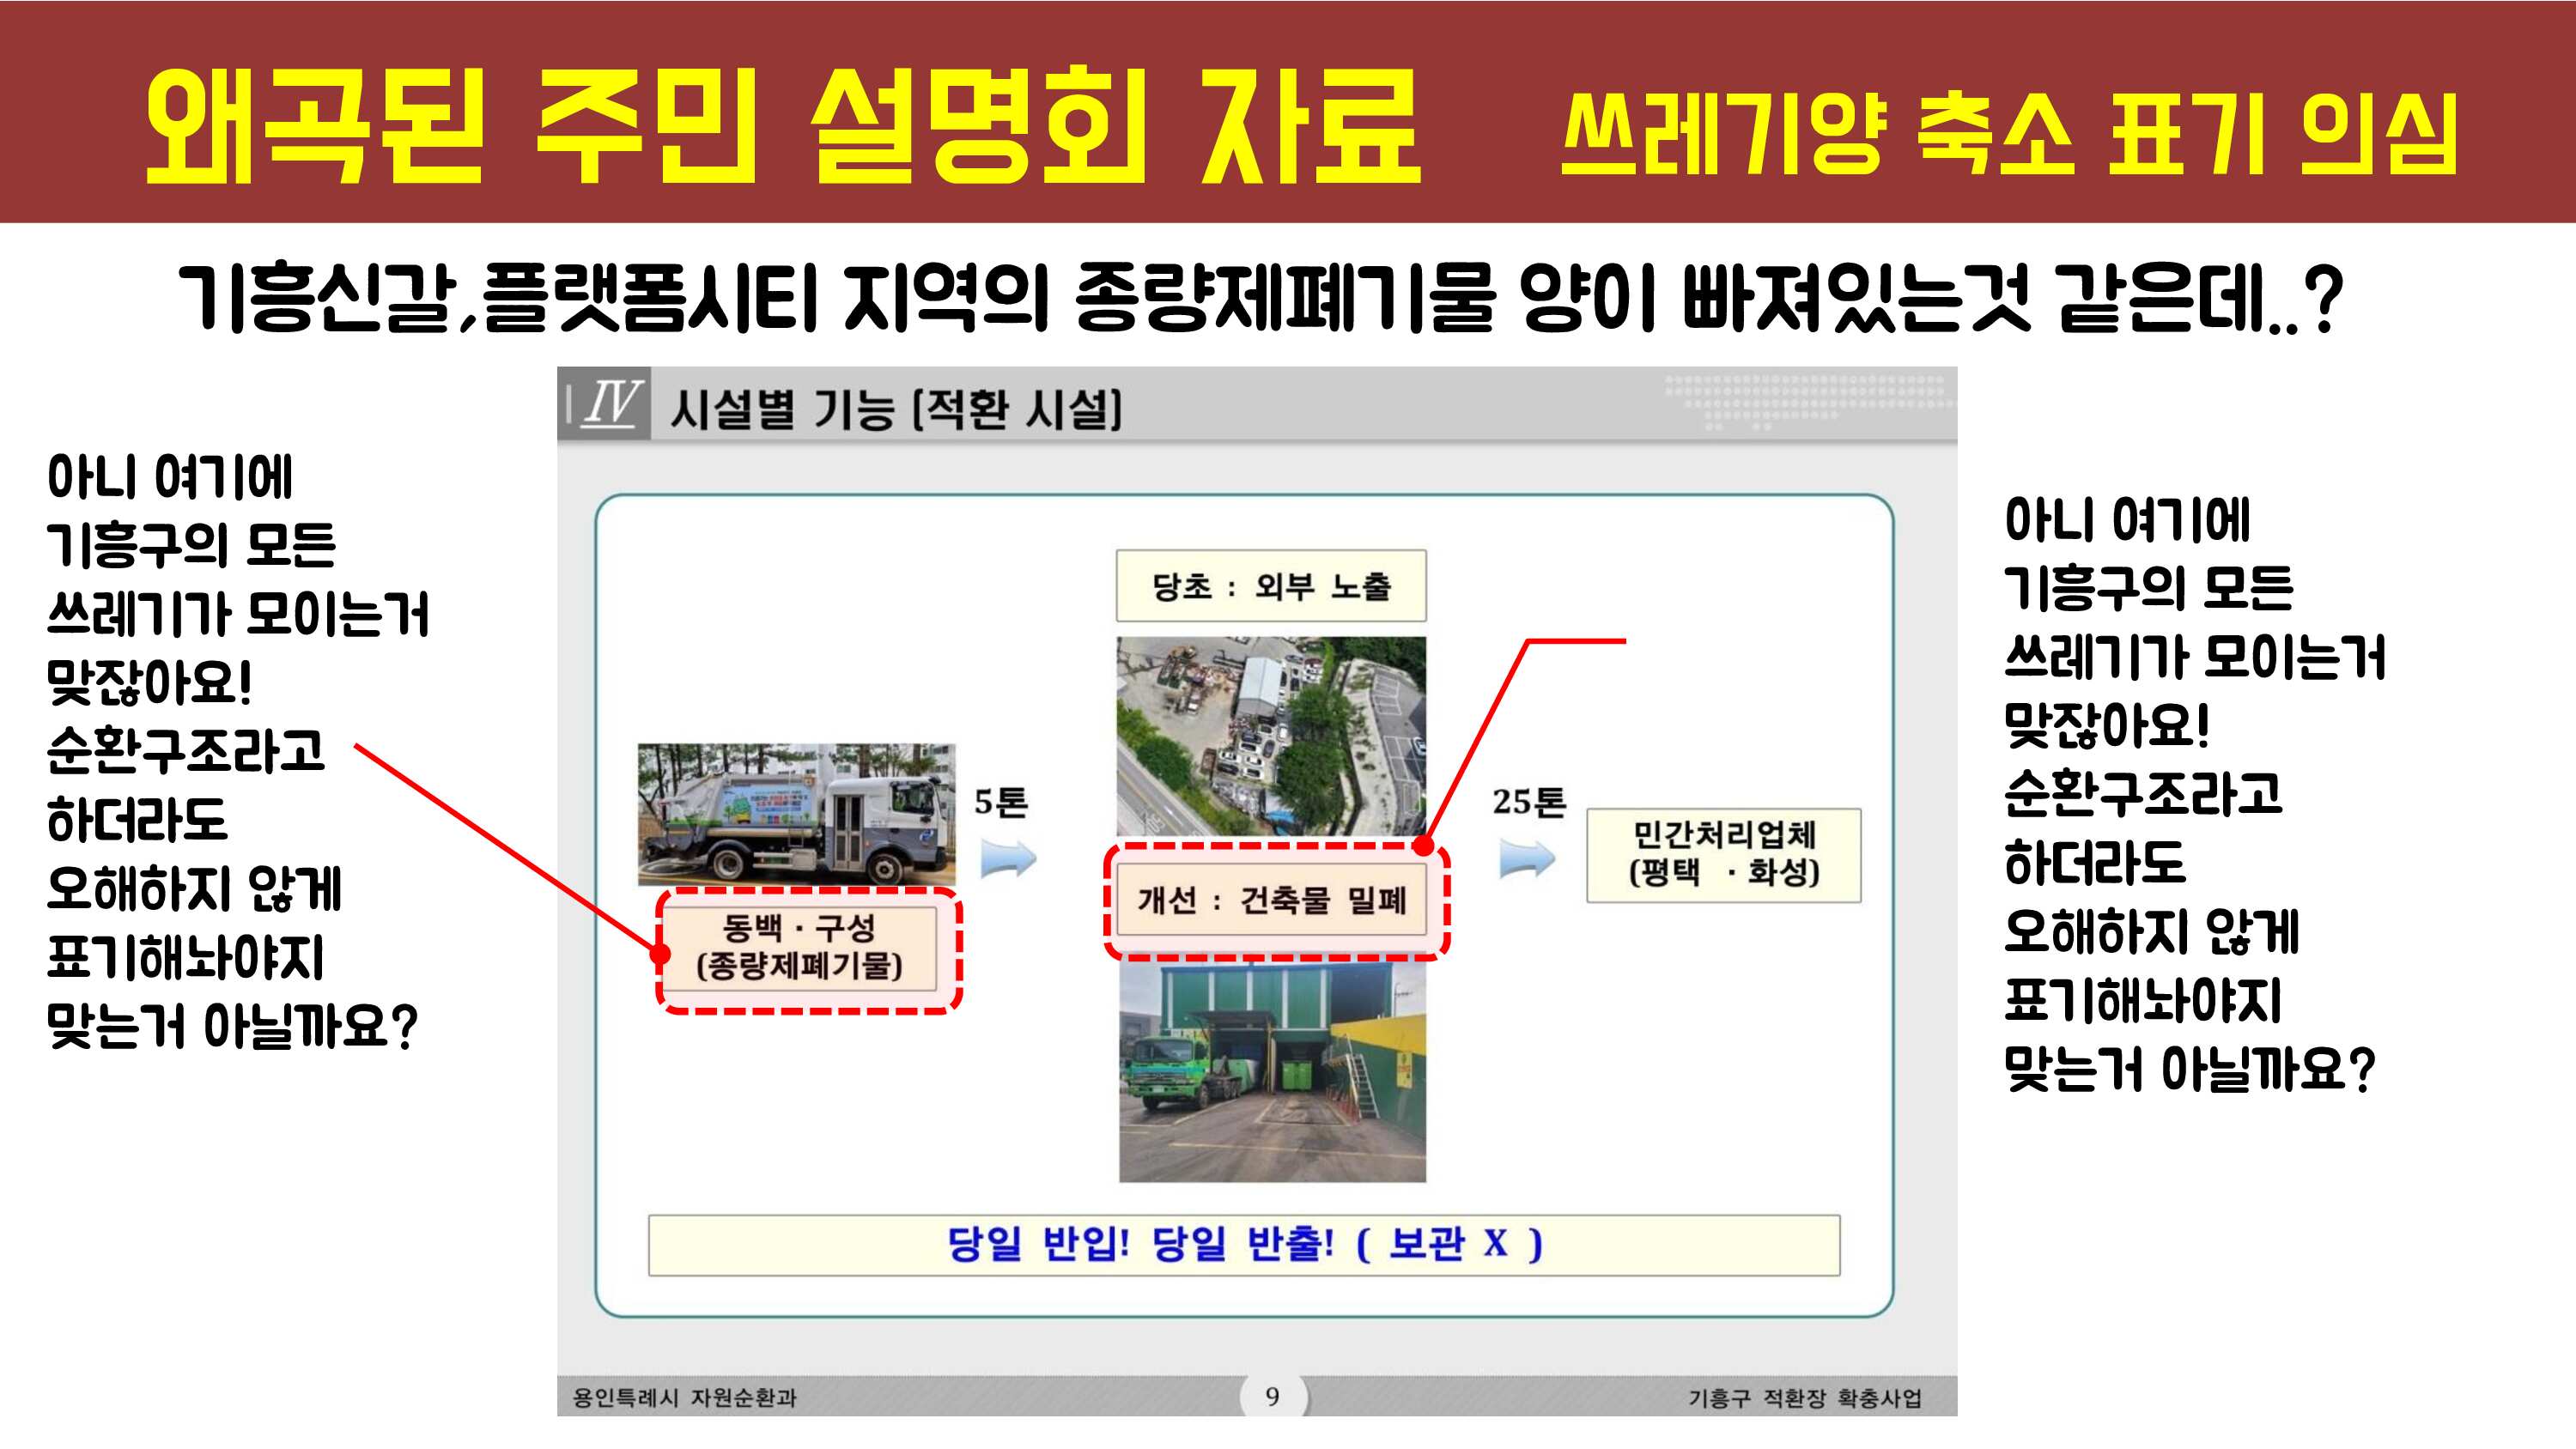 왜곡된 주민 설명회 자료 쓰레기양 축소 표기 의심
기흥신갈,플랫폼시티 지역의 종량제폐기물 양이 빠져있는것 같은데..?
아니 여기에
기흥구의 모든
쓰레기가 모이는거
맞잖아요!
순환구조라고
하더라도
오해하지 않게
표기해놔야지
맞는거 아닐까요?
IV 시설별 기능 (적환 시설)
당초 : 외부 노출
5톤
25톤
동백 · 구성
(종량제폐기물)
개선 : 건축물 밀폐
민간처리업체
(평택 · 화성)
당일 반입! 당일 반출! ( 보관 X )
용인특례시 자원순환과
9
기흥구 적환장 확충사업
아니 여기에
기흥구의 모든
쓰레기가 모이는거
맞잖아요!
순환구조라고
하더라도
오해하지 않게
표기해놔야지
맞는거 아닐까요?